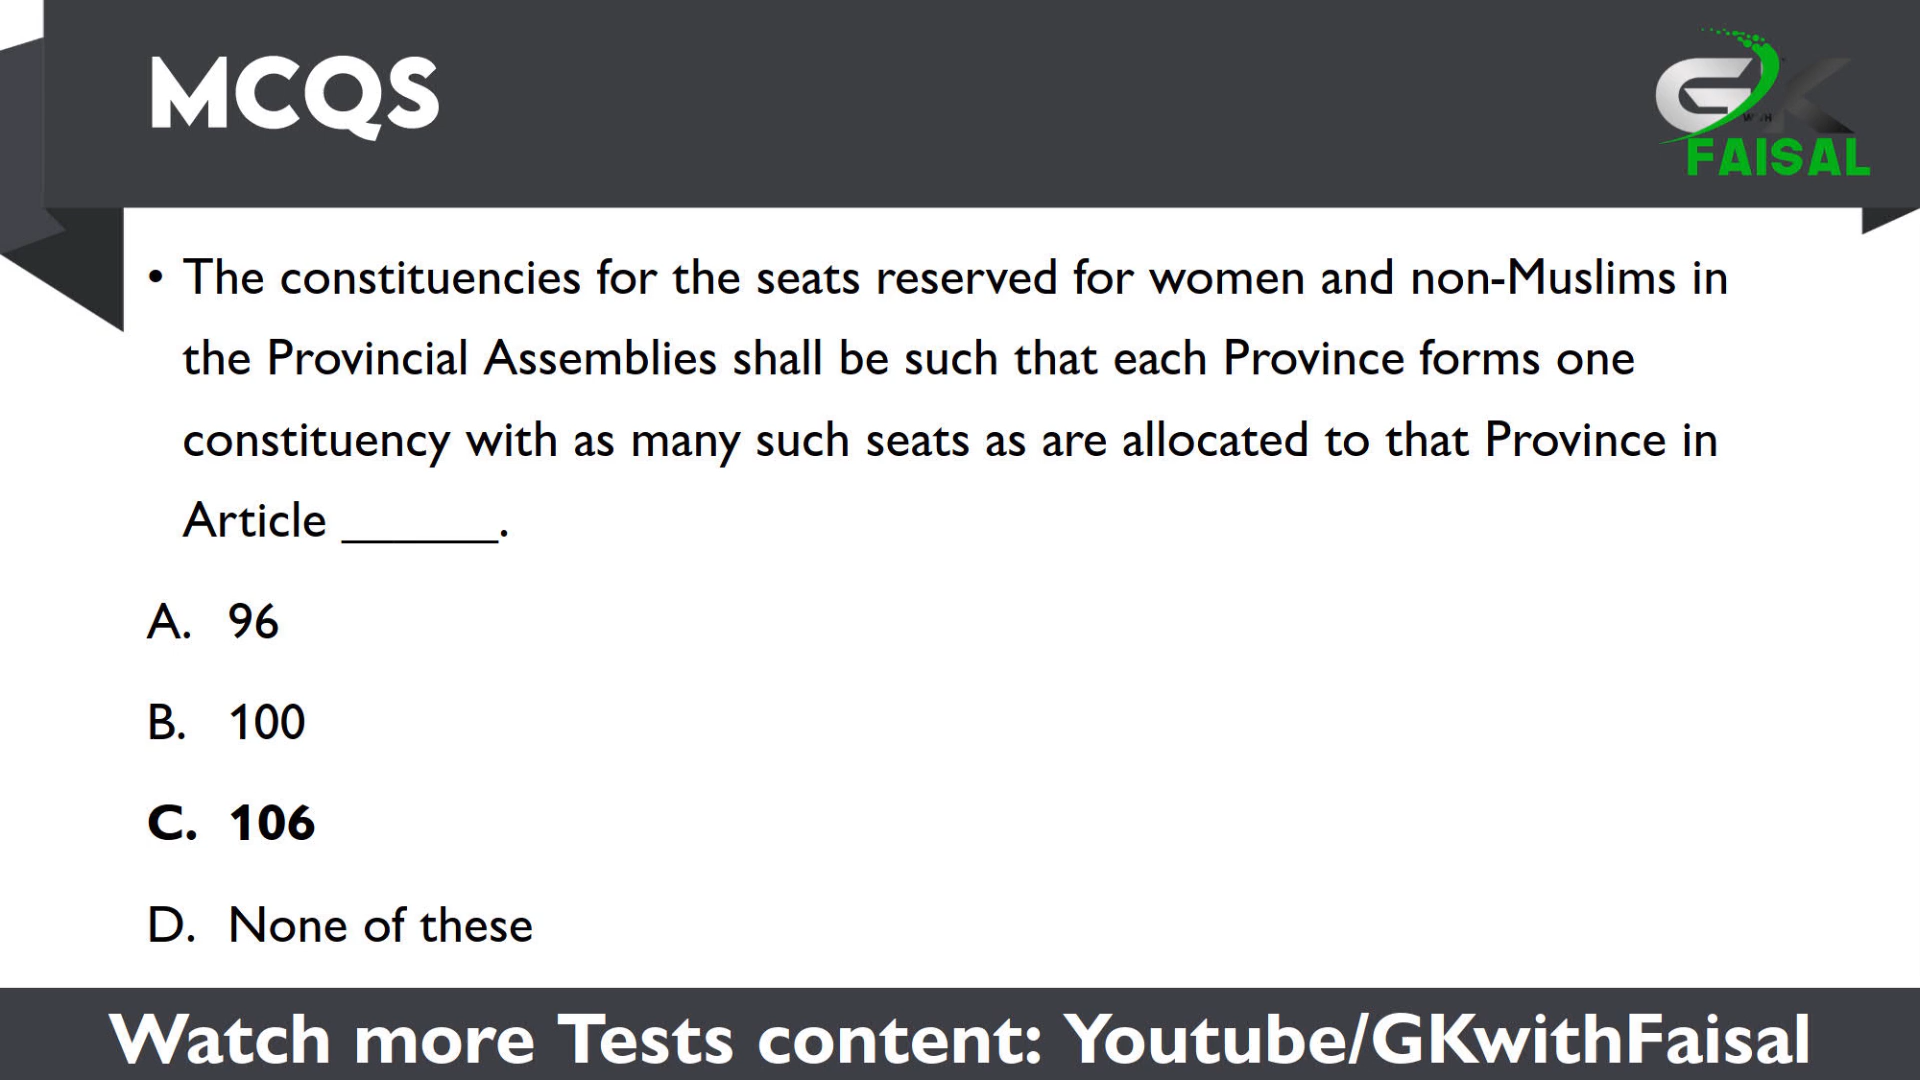 MCQS
GK
WITH
FAISAL
• The constituencies for the seats reserved for women and non-Muslims in
the Provincial Assemblies shall be such that each Province forms one
constituency with as many such seats as are allocated to that Province in
Article ______.
A. 96
B. 100
C. 106
D. None of these
Watch more Tests content: Youtube/GKwithFaisal